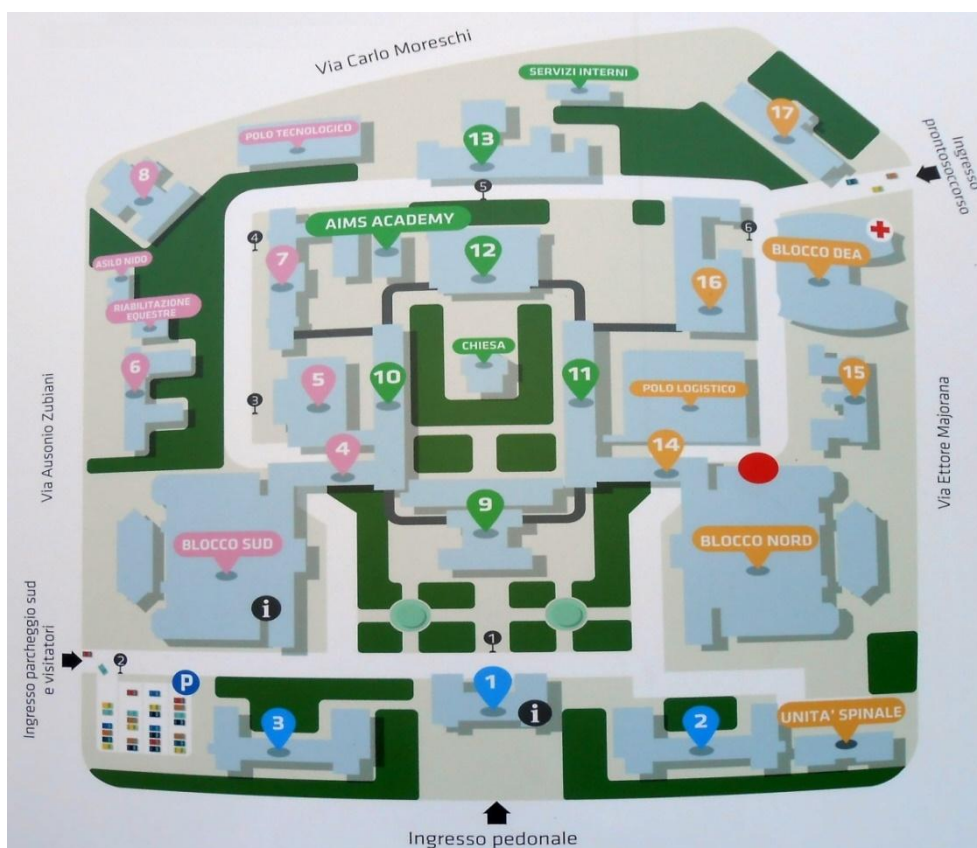 Via Carlo Moreschi
SERVIZI INTERNI
17
POLO TECNOLOGICO
13
Ingresso
prontosoccorso
8
5
AIMS ACADEMY
4
6
7
12
BLOCCO DEA
ASILO NIDO
16
RIABILITAZIONE
EQUESTRE
CHIESA
6
5
10
11
15
POLO LOGISTICO
3
4
14
Via Ausonio Zubiani
Via Ettore Majorana
9
BLOCCO SUD
BLOCCO NORD
i
1
Ingresso parcheggio sud
e visitatori
2
P
1
i
3
2
UNITA' SPINALE
Ingresso pedonale